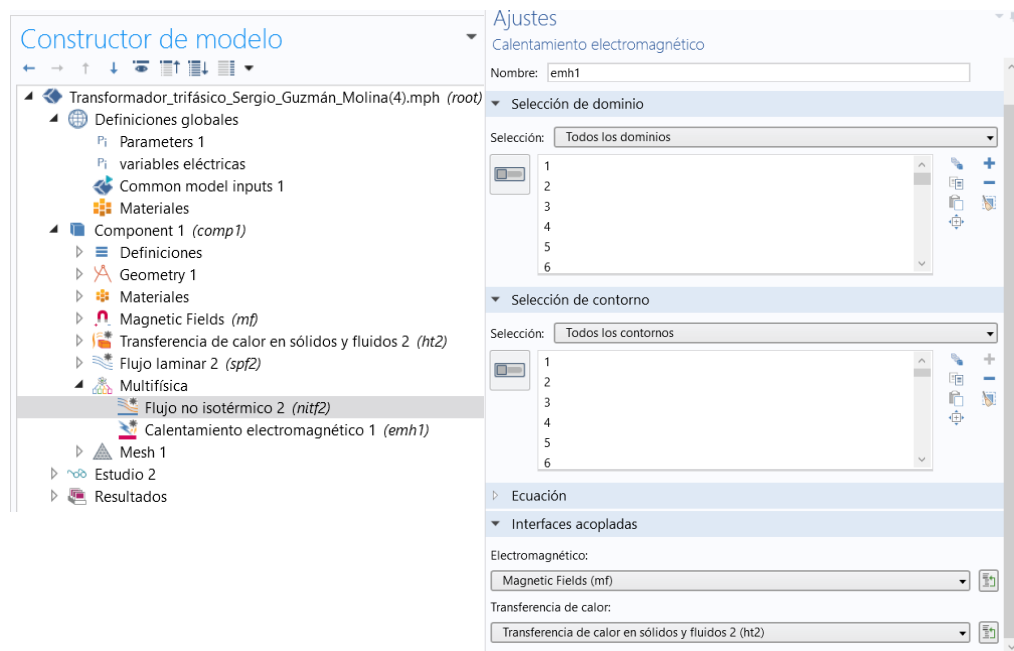 Constructor de modelo
Transformador_trifásico_Sergio_Guzmán_Molina(4).mph (root)
Definiciones globales
Pi Parameters 1
Pi variables eléctricas
Common model inputs 1
Materiales
Component 1 (comp1)
Definiciones
Geometry 1
Materiales
Magnetic Fields (mf)
Transferencia de calor en sólidos y fluidos 2 (ht2)
Flujo laminar 2 (spf2)
Multifísica
Flujo no isotérmico 2 (nitf2)
Calentamiento electromagnético 1 (emh1)
Mesh 1
Estudio 2
Resultados
Ajustes
Calentamiento electromagnético
Nombre: emh1
Selección de dominio
Selección: Todos los dominios
1
2
3
4
5
6
Selección de contorno
Selección: Todos los contornos
1
2
3
4
5
6
Ecuación
Interfaces acopladas
Electromagnético:
Magnetic Fields (mf)
Transferencia de calor:
Transferencia de calor en sólidos y fluidos 2 (ht2)